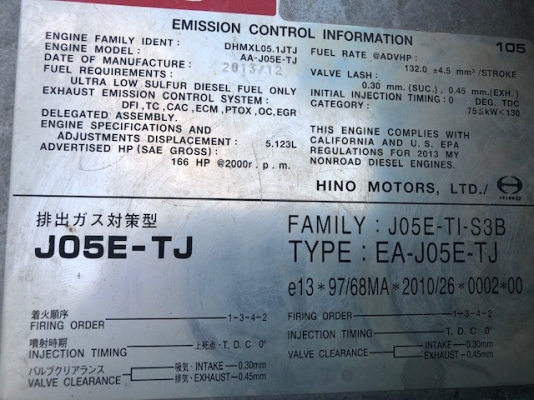 EMISSION CONTROL INFORMATION
105
ENGINE FAMILY IDENT: DHMXL05.1JTJ
ENGINE MODEL: AA-J05E-TJ
DATE OF MANUFACTURE: 2013/12
FUEL REQUIREMENTS:
ULTRA LOW SULFUR DIESEL FUEL ONLY
EXHAUST EMISSION CONTROL SYSTEM:
DFI, TC, CAC, ECM, PTOX, OC, EGR
DELEGATED ASSEMBLY.
ENGINE SPECIFICATIONS AND
ADJUSTMENTS DISPLACEMENT: 5.123L
ADVERTISED HP (SAE GROSS):
166 HP @2000r.p.m.
FUEL RATE @ADVHP:
132.0 ±4.5 mm³/STROKE
VALVE LASH:
0.30 mm (SUC.), 0.45 mm.(EXH.)
INITIAL INJECTION TIMING: 0 DEG. TDC
CATEGORY: 75≤kW<130
THIS ENGINE COMPLIES WITH
CALIFORNIA AND U.S. EPA
REGULATIONS FOR 2013 MY
NONROAD DIESEL ENGINES.
HINO MOTORS, LTD./
HINO
排出ガス対策型
J05E-TJ
FAMILY: J05E-TI-S3B
TYPE: EA-J05E-TJ
e13*97/68MA*2010/26*0002*00
着火順序
FIRING ORDER 1-3-4-2
噴射時期
INJECTION TIMING 上死点・T.D.C 0°
バルブクリアランス
VALVE CLEARANCE
吸気・INTAKE—0.30mm
排気・EXHAUST—0.45mm
FIRING ORDER 1-3-4-2
INJECTION TIMING T.D.C 0°
VALVE CLEARANCE
INTAKE—0.30mm
EXHAUST—0.45mm